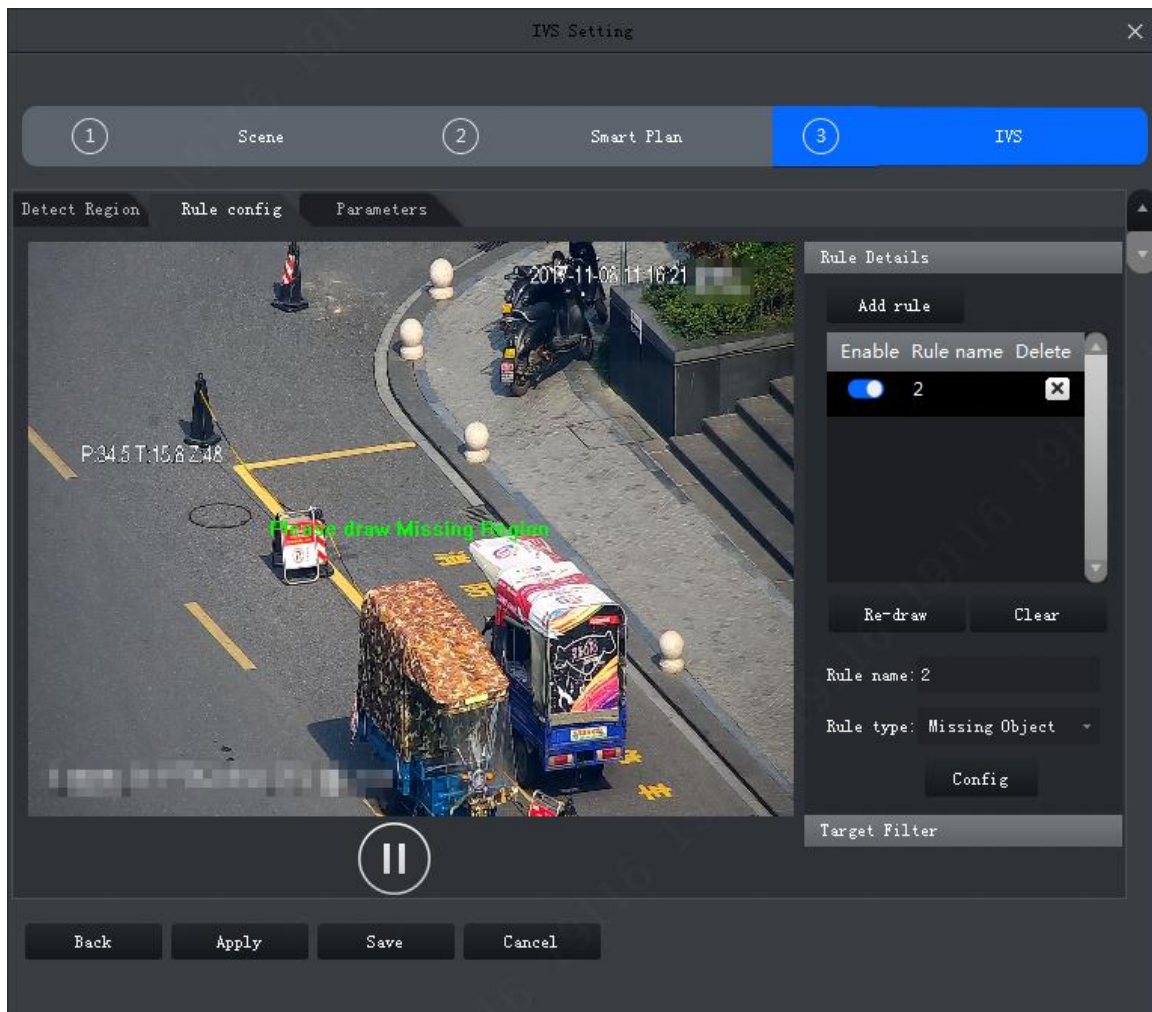 IVS Setting
1 Scene 2 Smart Plan 3 IVS
Detect Region Rule config Parameters
2017-11-08 11:16:21
P:34.5 T:15.8 Z:48
Please draw Missing Region
Rule Details
Add rule
Enable Rule name Delete
2
Re-draw Clear
Rule name: 2
Rule type: Missing Object
Config
Target Filter
Back Apply Save Cancel